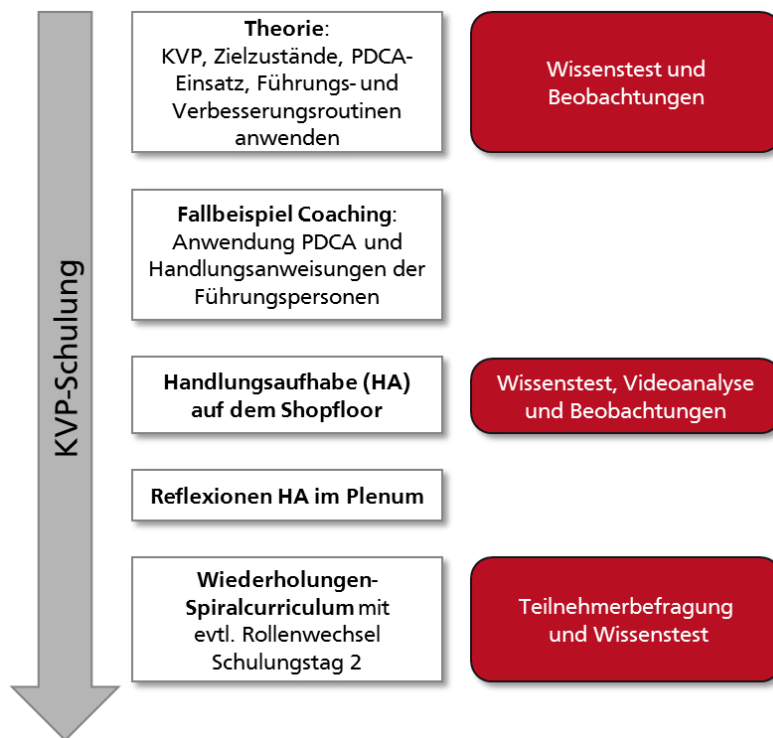 KVP-Schulung
Theorie:
KVP, Zielzustände, PDCA-
Einsatz, Führungs- und
Verbesserungsroutinen
anwenden
Wissenstest und
Beobachtungen
Fallbeispiel Coaching:
Anwendung PDCA und
Handlungsanweisungen der
Führungspersonen
Handlungsaufhabe (HA)
auf dem Shopfloor
Wissenstest, Videoanalyse
und Beobachtungen
Reflexionen HA im Plenum
Wiederholungen-
Spiralcurriculum mit
evtl. Rollenwechsel
Schulungstag 2
Teilnehmerbefragung
und Wissenstest